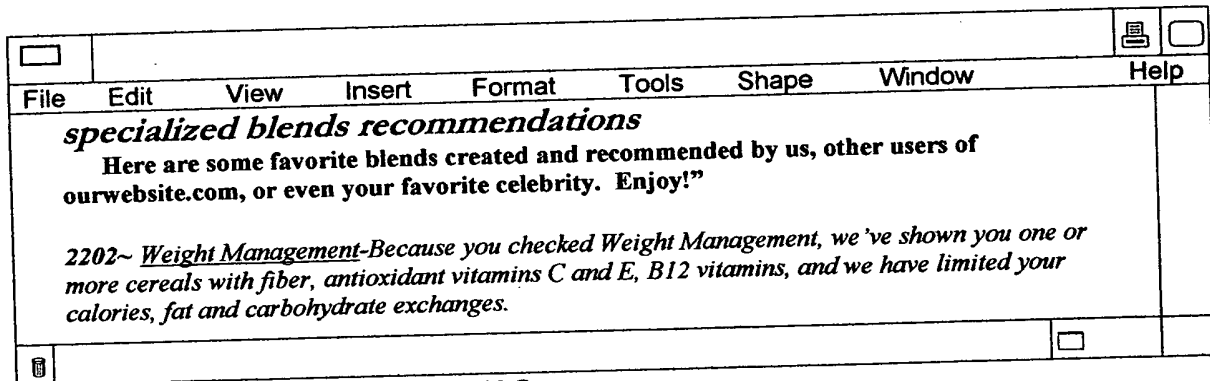 File Edit View Insert Format Tools Shape Window Help
specialized blends recommendations
Here are some favorite blends created and recommended by us, other users of
ourwebsite.com, or even your favorite celebrity. Enjoy!”
2202~ Weight Management-Because you checked Weight Management, we've shown you one or
more cereals with fiber, antioxidant vitamins C and E, B12 vitamins, and we have limited your
calories, fat and carbohydrate exchanges.